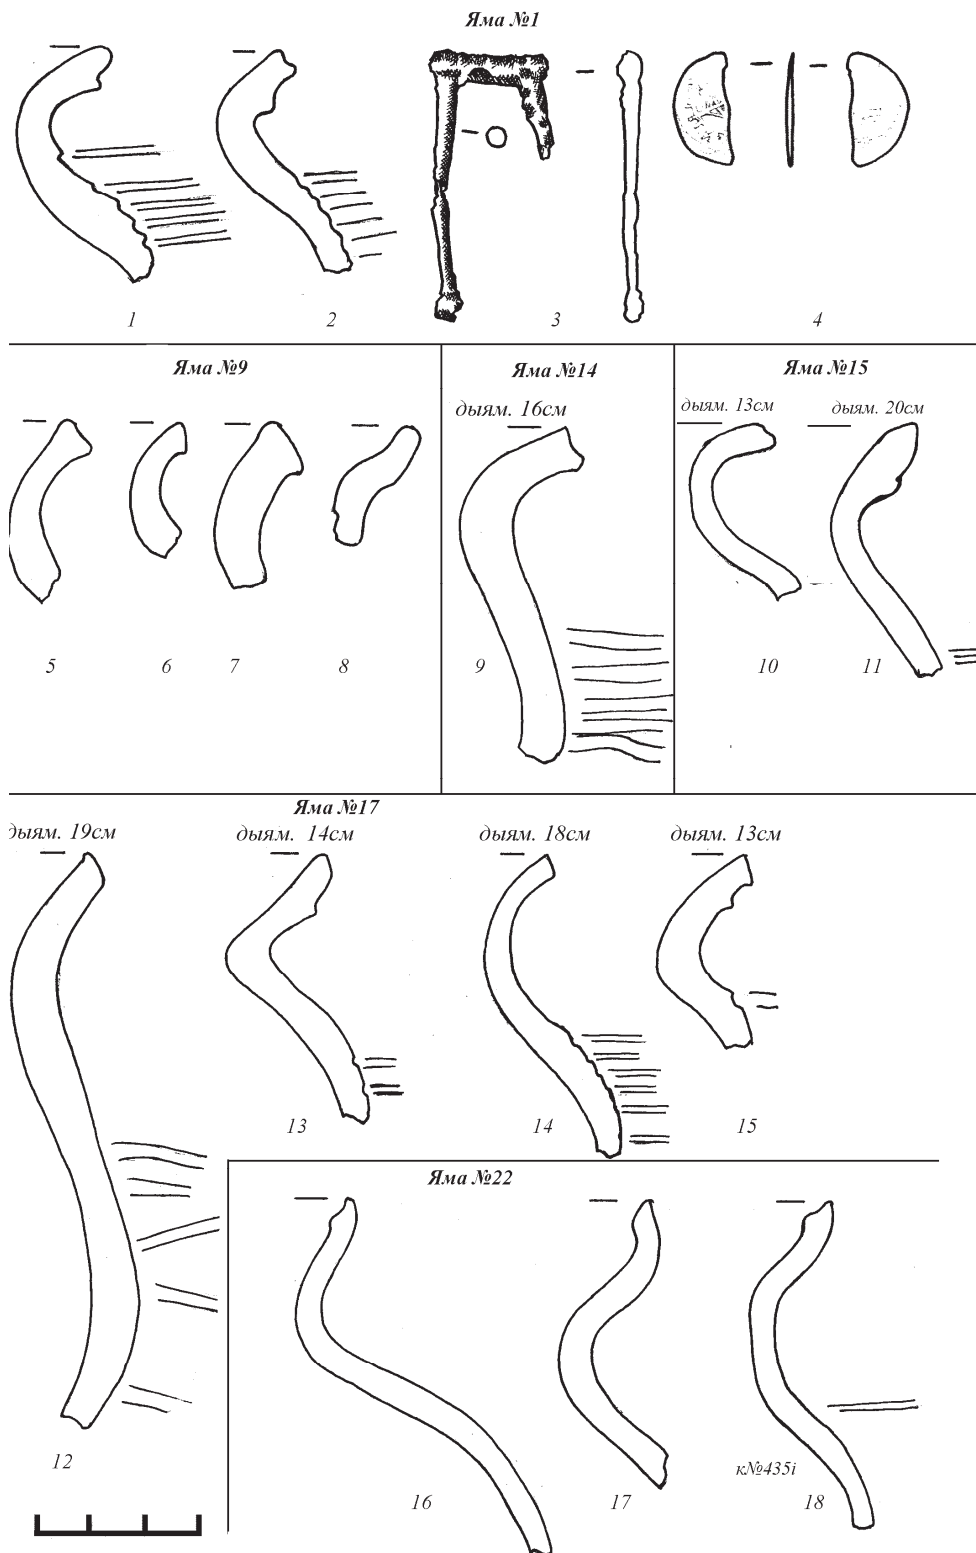 Яма №1
1 2 3 4
Яма №9
5 6 7 8
Яма №14
дыям. 16см
9
Яма №15
дыям. 13см дыям. 20см
10 11
Яма №17
дыям. 19см дыям. 14см дыям. 18см дыям. 13см
13 14 15
12
Яма №22
к№435і
16 17 18